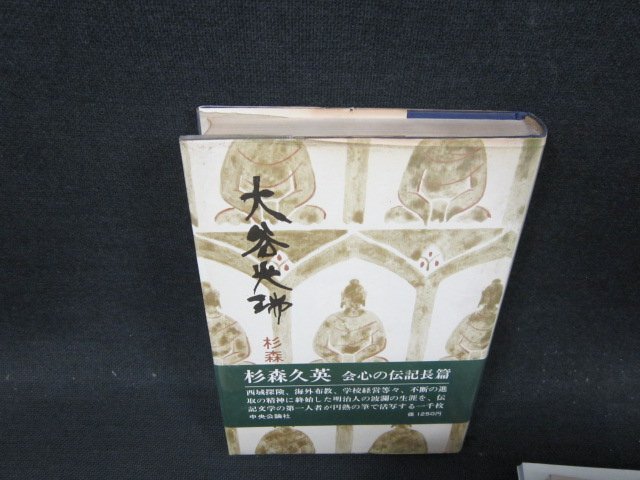 大谷光瑞
杉森
杉森久英 会心の伝記長篇
西域探険、海外布教、学校経営等々、不断の進
取の精神に終始した明治人の波瀾の生涯を、伝
記文学の第一人者が円熟の筆で活写する一千枚
中央公論社 価 1250円